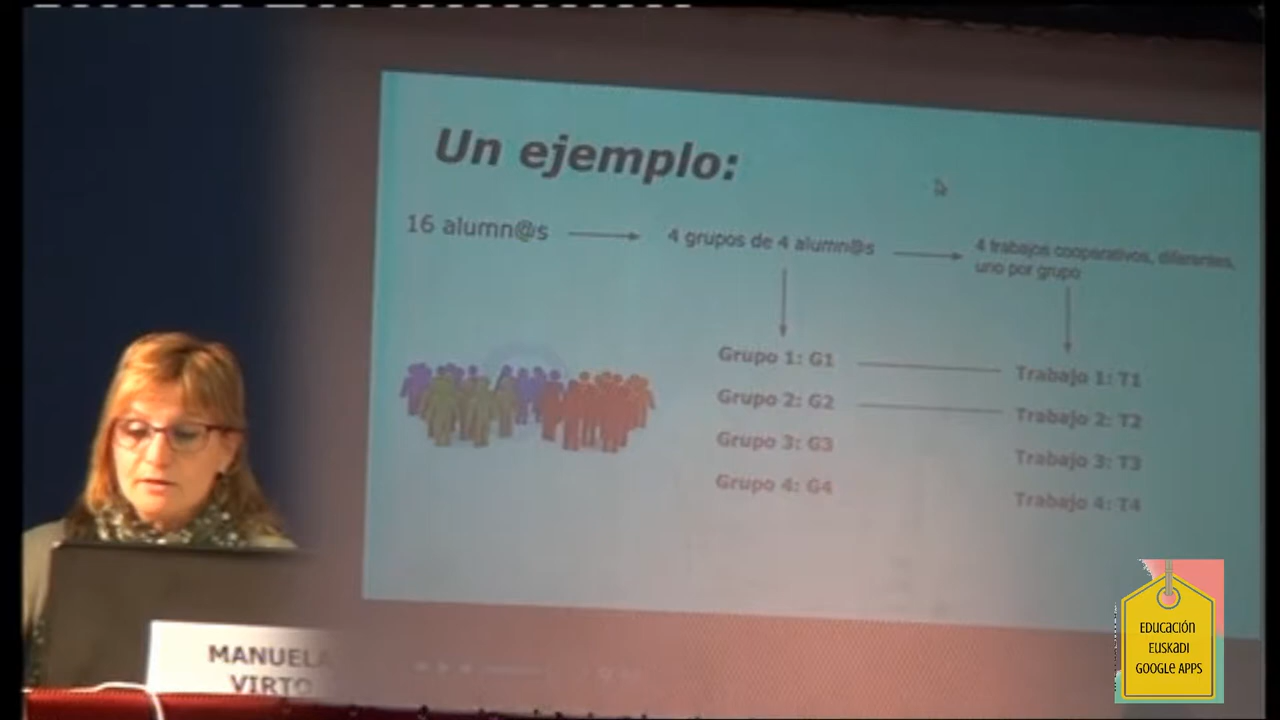 Un ejemplo:
16 alumn@s
4 grupos de 4 alumn@s
4 trabajos cooperativos, diferentes,
uno por grupo
Grupo 1: G1
Trabajo 1: T1
Grupo 2: G2
Trabajo 2: T2
Grupo 3: G3
Trabajo 3: T3
Grupo 4: G4
Trabajo 4: T4
MANUELA
VIRTO
Educación
Euskadi
Google Apps